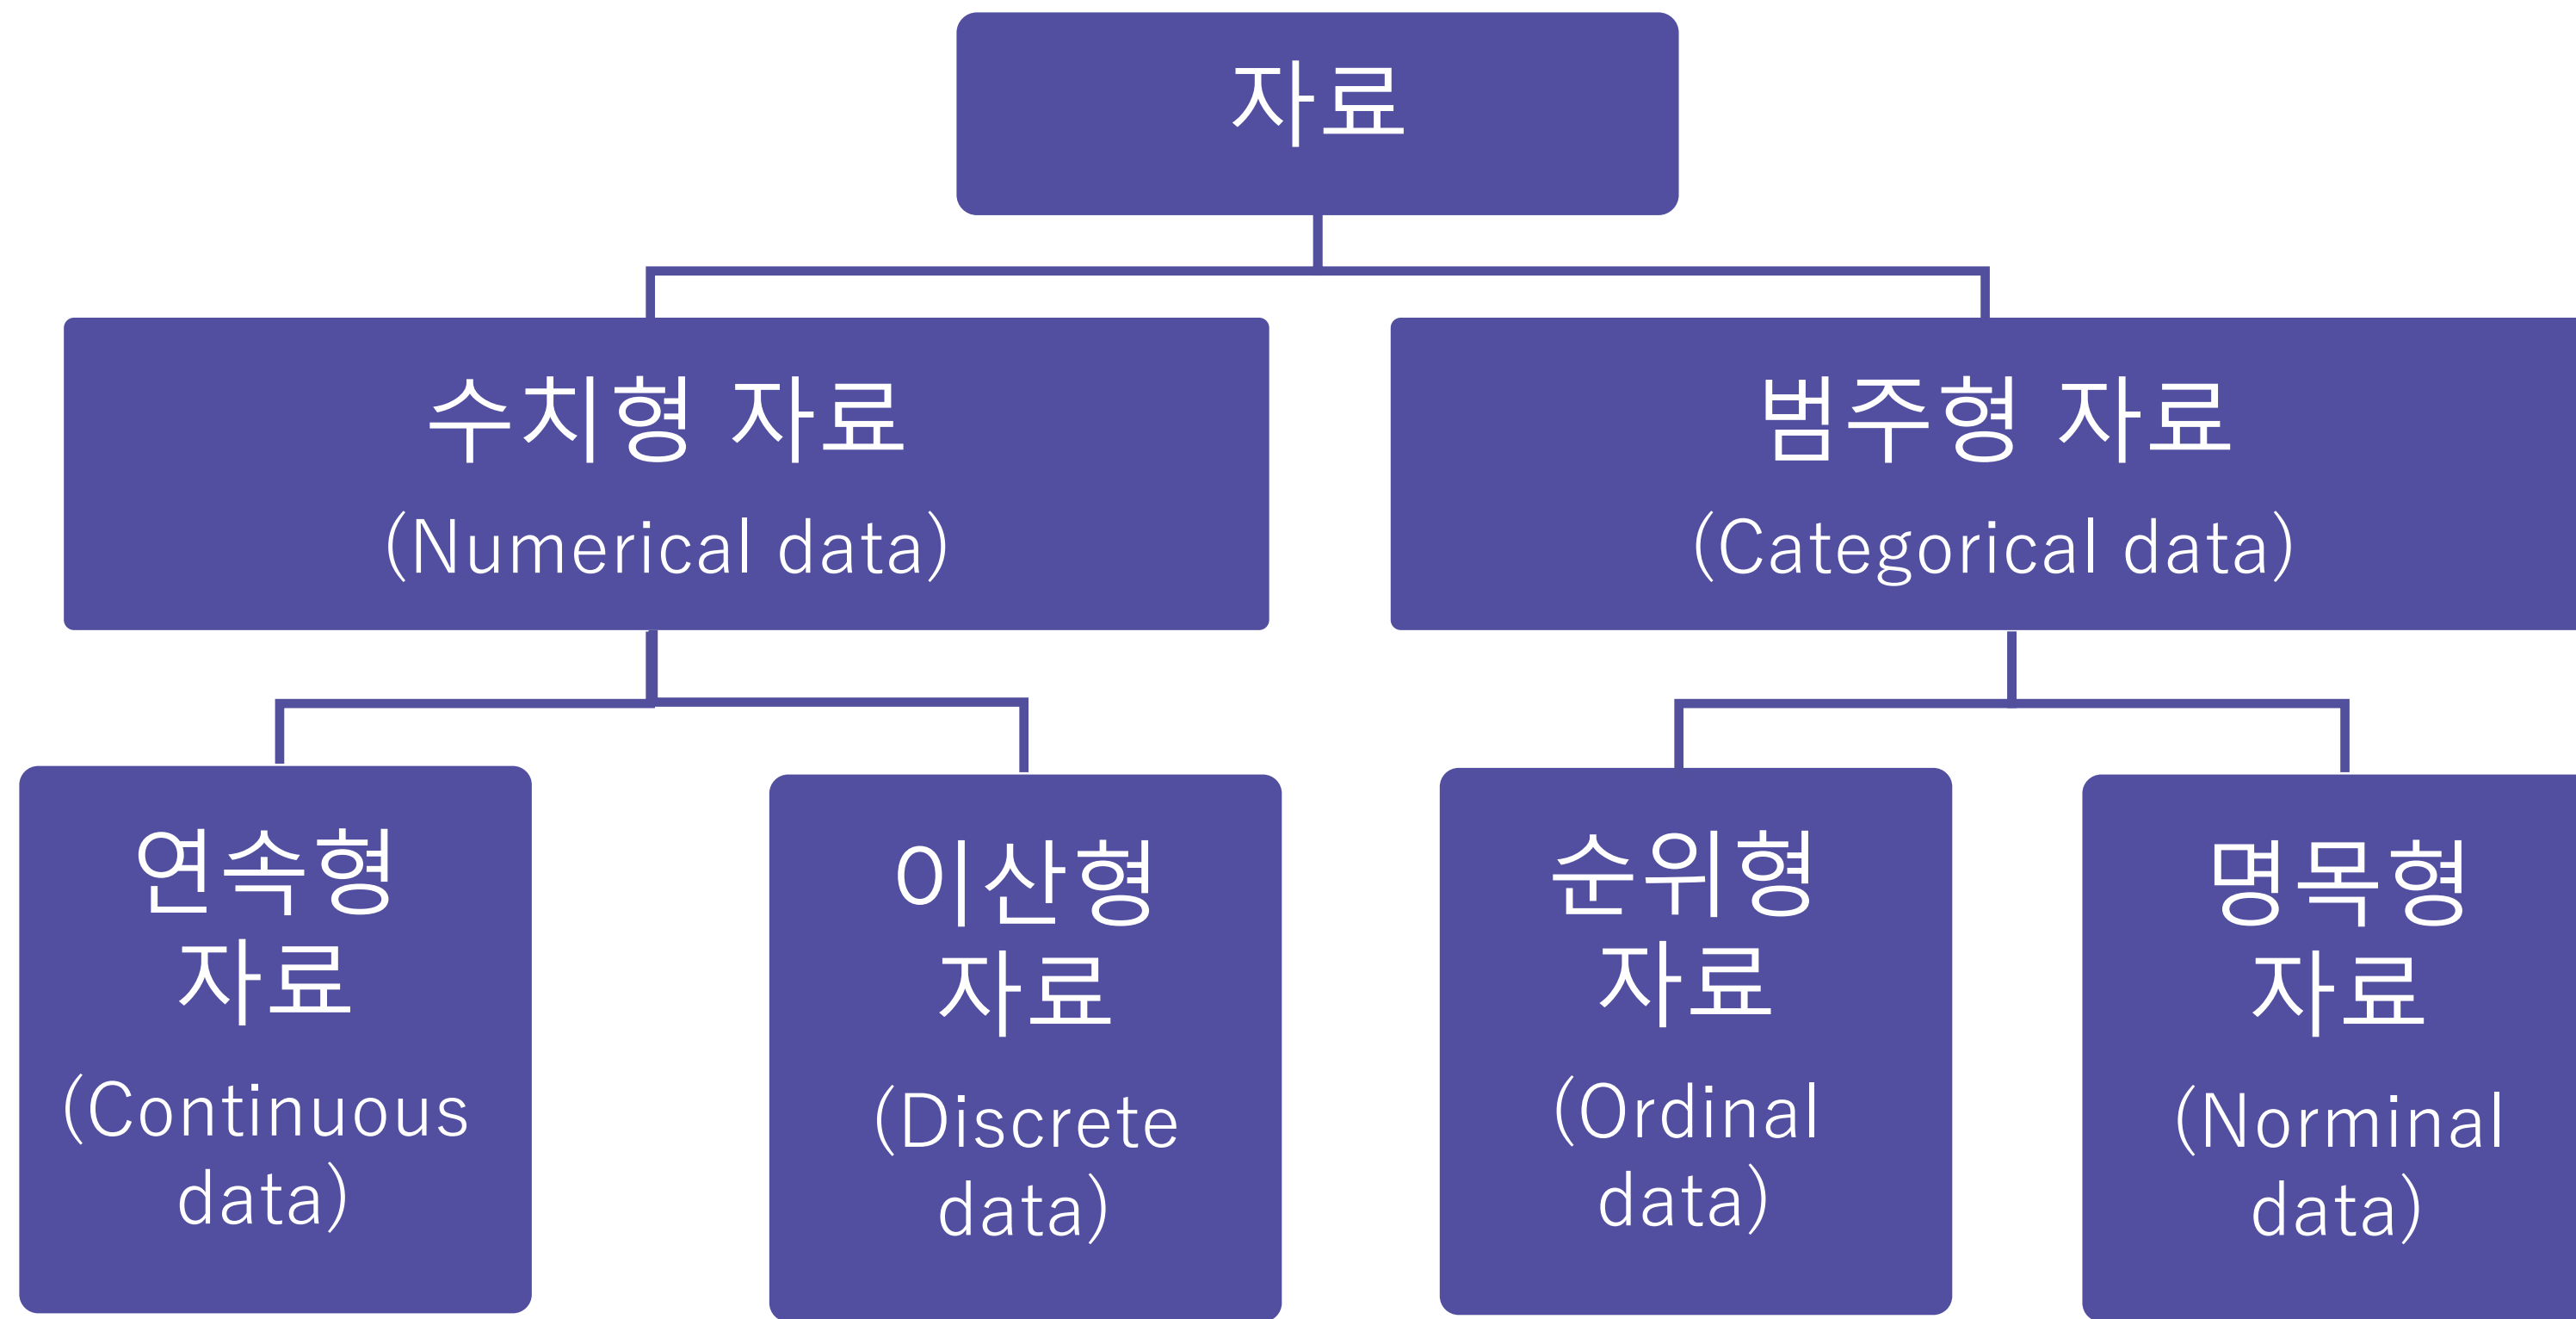 자료
수치형 자료
(Numerical data)
범주형 자료
(Categorical data)
연속형
자료
(Continuous
data)
이산형
자료
(Discrete
data)
순위형
자료
(Ordinal
data)
명목형
자료
(Norminal
data)